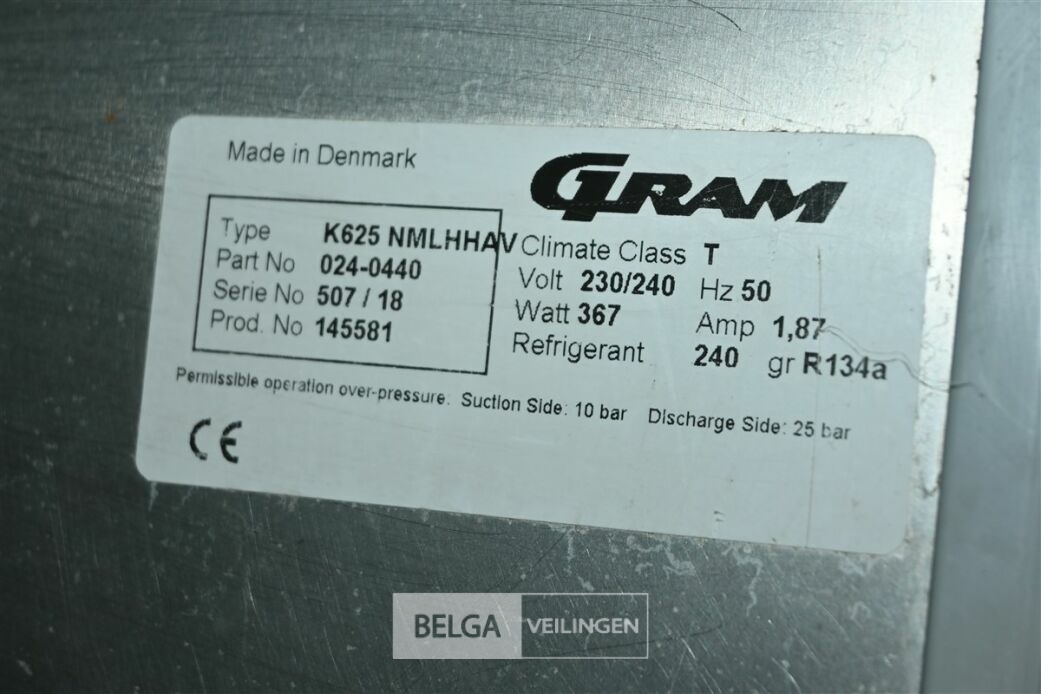 Made in Denmark
GRAM
Type K625 NMLHHAV
Part No 024-0440
Serie No 507 / 18
Prod. No 145581
Climate Class T
Volt 230/240 Hz 50
Watt 367 Amp 1,87
Refrigerant 240 gr R134a
Permissible operation over-pressure: Suction Side: 10 bar Discharge Side: 25 bar
CE
BELGA VEILINGEN